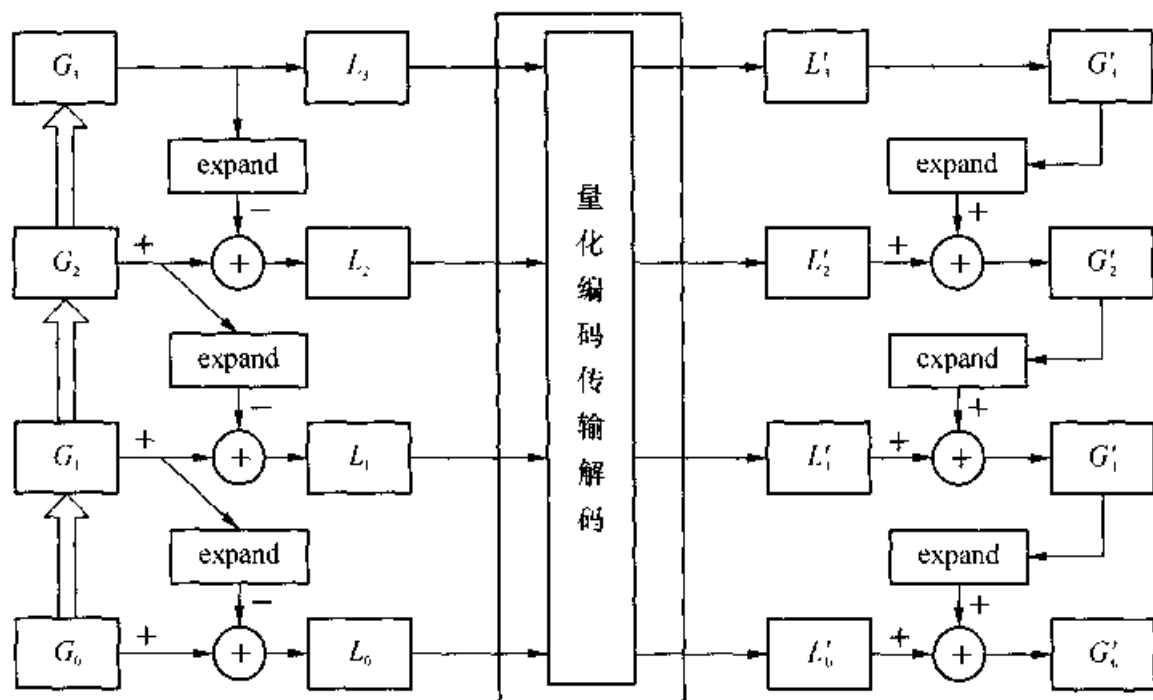 G₃ L₃ L′₃ G′₃
expand expand
− +
量化编码传输解码
G₂ + + L₂ L′₂ + + G′₂
expand expand
− +
G₁ + + L₁ L′₁ + + G′₁
expand expand
− +
G₀ + + L₀ L′₀ + + G′₀